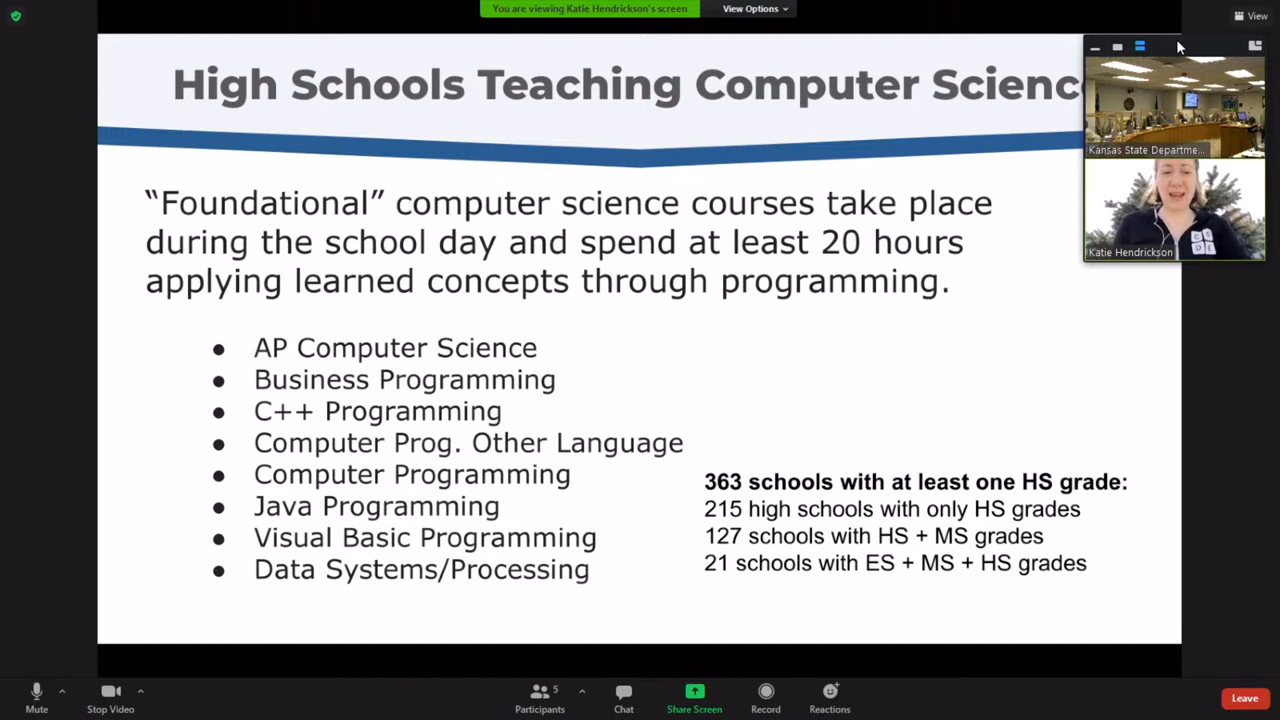 You are viewing Katie Hendrickson's screen
View Options
View
High Schools Teaching Computer Scienc
Kansas State Departme...
Katie Hendrickson
“Foundational” computer science courses take place
during the school day and spend at least 20 hours
applying learned concepts through programming.
● AP Computer Science
● Business Programming
● C++ Programming
● Computer Prog. Other Language
● Computer Programming
● Java Programming
● Visual Basic Programming
● Data Systems/Processing
363 schools with at least one HS grade:
215 high schools with only HS grades
127 schools with HS + MS grades
21 schools with ES + MS + HS grades
Mute
Stop Video
5
Participants
Chat
Share Screen
Record
Reactions
Leave